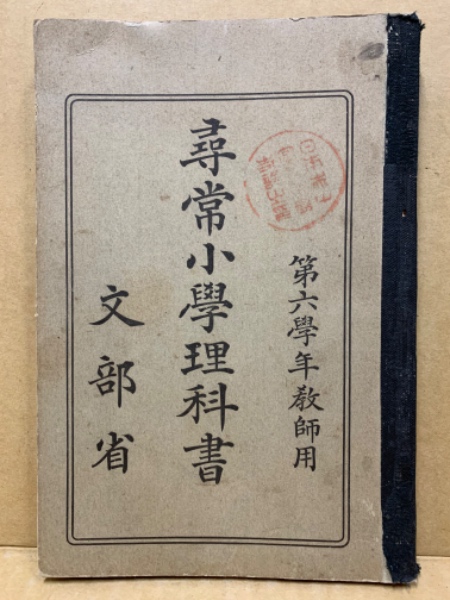 第六學年教師用
尋常小學理科書
文部省